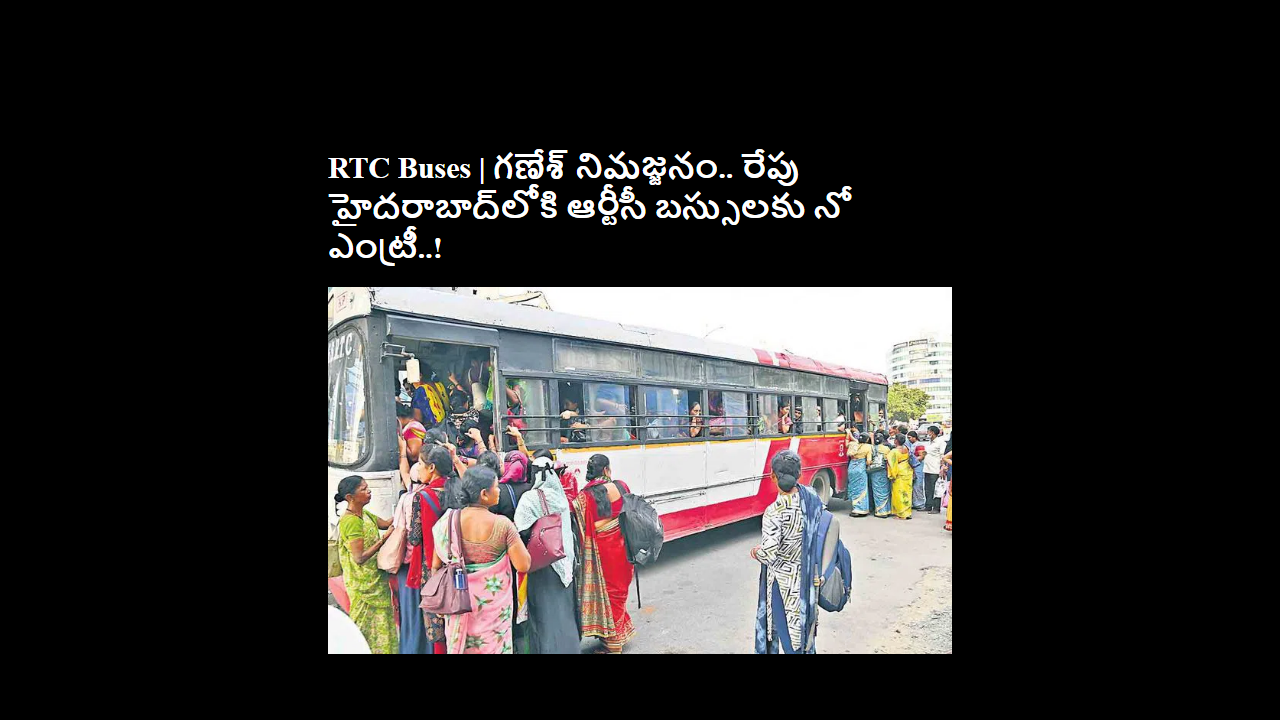 RTC Buses | గణేశ్ నిమజ్జనం.. రేపు
హైదరాబాద్‌లోకి ఆర్టీసీ బస్సులకు నో
ఎంట్రీ..!